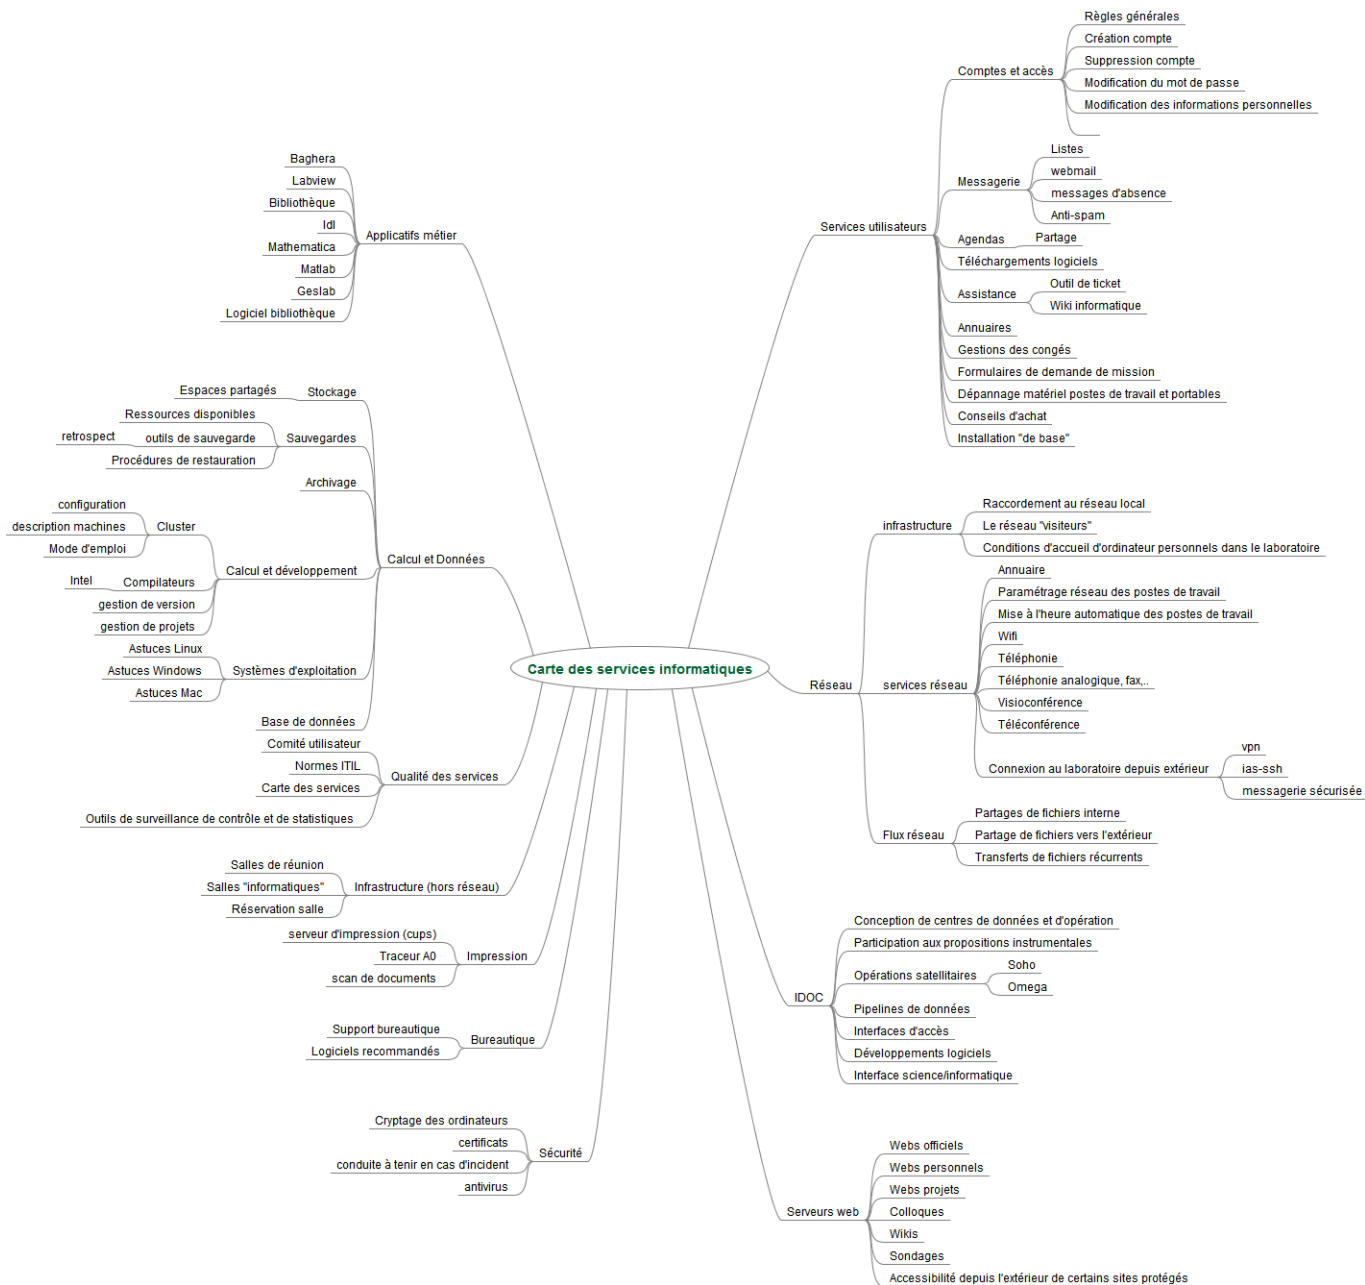 Carte des services informatiques
Applicatifs métier
Baghera
Labview
Bibliothèque
Idl
Mathematica
Matlab
Geslab
Logiciel bibliothèque
Calcul et Données
Stockage
Espaces partagés
Sauvegardes
Ressources disponibles
outils de sauvegarde
retrospect
Procédures de restauration
Archivage
Calcul et développement
Cluster
configuration
description machines
Mode d'emploi
Compilateurs
Intel
gestion de version
gestion de projets
Systèmes d'exploitation
Astuces Linux
Astuces Windows
Astuces Mac
Base de données
Qualité des services
Comité utilisateur
Normes ITIL
Carte des services
Outils de surveillance de contrôle et de statistiques
Infrastructure (hors réseau)
Salles de réunion
Salles "informatiques"
Réservation salle
Impression
serveur d'impression (cups)
Traceur A0
scan de documents
Bureautique
Support bureautique
Logiciels recommandés
Sécurité
Cryptage des ordinateurs
certificats
conduite à tenir en cas d'incident
antivirus
Services utilisateurs
Comptes et accès
Règles générales
Création compte
Suppression compte
Modification du mot de passe
Modification des informations personnelles
Messagerie
Listes
webmail
messages d'absence
Anti-spam
Agendas
Partage
Téléchargements logiciels
Assistance
Outil de ticket
Wiki informatique
Annuaires
Gestions des congés
Formulaires de demande de mission
Dépannage matériel postes de travail et portables
Conseils d'achat
Installation "de base"
Réseau
infrastructure
Raccordement au réseau local
Le réseau "visiteurs"
Conditions d'accueil d'ordinateur personnels dans le laboratoire
services réseau
Annuaire
Paramétrage réseau des postes de travail
Mise à l'heure automatique des postes de travail
Wifi
Téléphonie
Téléphonie analogique, fax,..
Visioconférence
Téléconférence
Connexion au laboratoire depuis extérieur
vpn
ias-ssh
messagerie sécurisée
Flux réseau
Partages de fichiers interne
Partage de fichiers vers l'extérieur
Transferts de fichiers récurrents
IDOC
Conception de centres de données et d'opération
Participation aux propositions instrumentales
Opérations satellitaires
Soho
Omega
Pipelines de données
Interfaces d'accès
Développements logiciels
Interface science/informatique
Serveurs web
Webs officiels
Webs personnels
Webs projets
Colloques
Wikis
Sondages
Accessibilité depuis l'extérieur de certains sites protégés